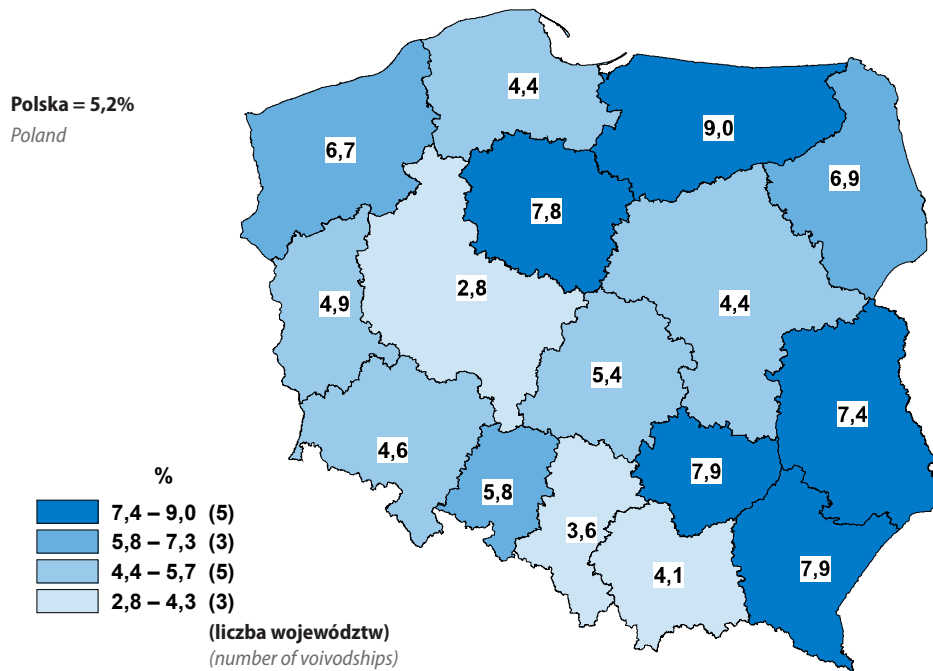 Polska = 5,2%
Poland
4,4
9,0
6,7
6,9
7,8
2,8
4,9
4,4
5,4
7,4
4,6
7,9
5,8
3,6
4,1
7,9
%
7,4 – 9,0 (5)
5,8 – 7,3 (3)
4,4 – 5,7 (5)
2,8 – 4,3 (3)
(liczba województw)
(number of voivodships)